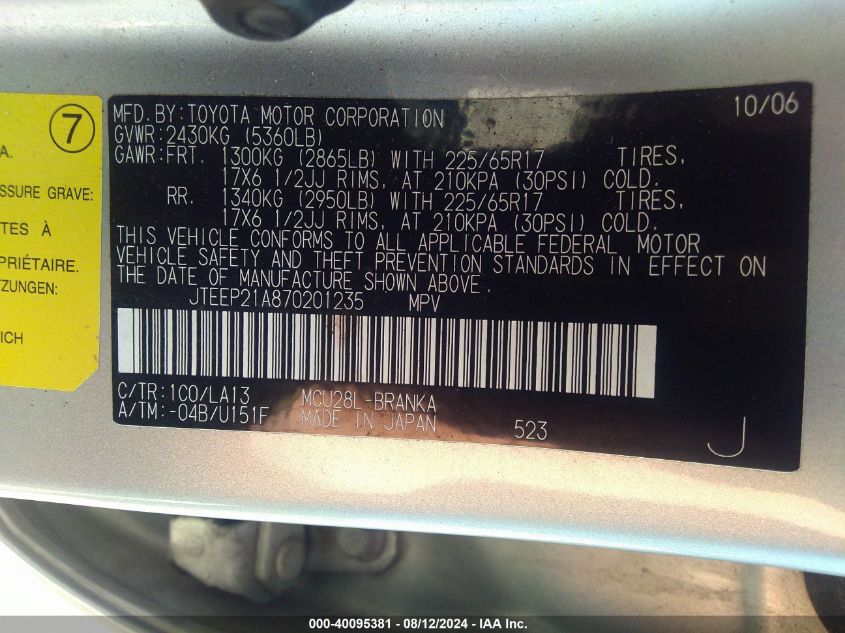 7
A.
SSURE GRAVE:
TES À
PRIÉTAIRE.
TZUNGEN:
ICH
MFD.BY:TOYOTA MOTOR CORPORATION 10/06
GVWR:2430KG (5360LB)
GAWR:FRT. 1300KG (2865LB) WITH 225/65R17 TIRES,
17X6 1/2JJ RIMS, AT 210KPA (30PSI) COLD.
RR. 1340KG (2950LB) WITH 225/65R17 TIRES,
17X6 1/2JJ RIMS, AT 210KPA (30PSI) COLD.
THIS VEHICLE CONFORMS TO ALL APPLICABLE FEDERAL MOTOR
VEHICLE SAFETY AND THEFT PREVENTION STANDARDS IN EFFECT ON
THE DATE OF MANUFACTURE SHOWN ABOVE.
JTEEP21A870201235 MPV
C/TR:1C0/LA13 MCU28L-BRANKA
A/TM:-04B/U151F MADE IN JAPAN 523 J
000-40095381 - 08/12/2024 - IAA Inc.